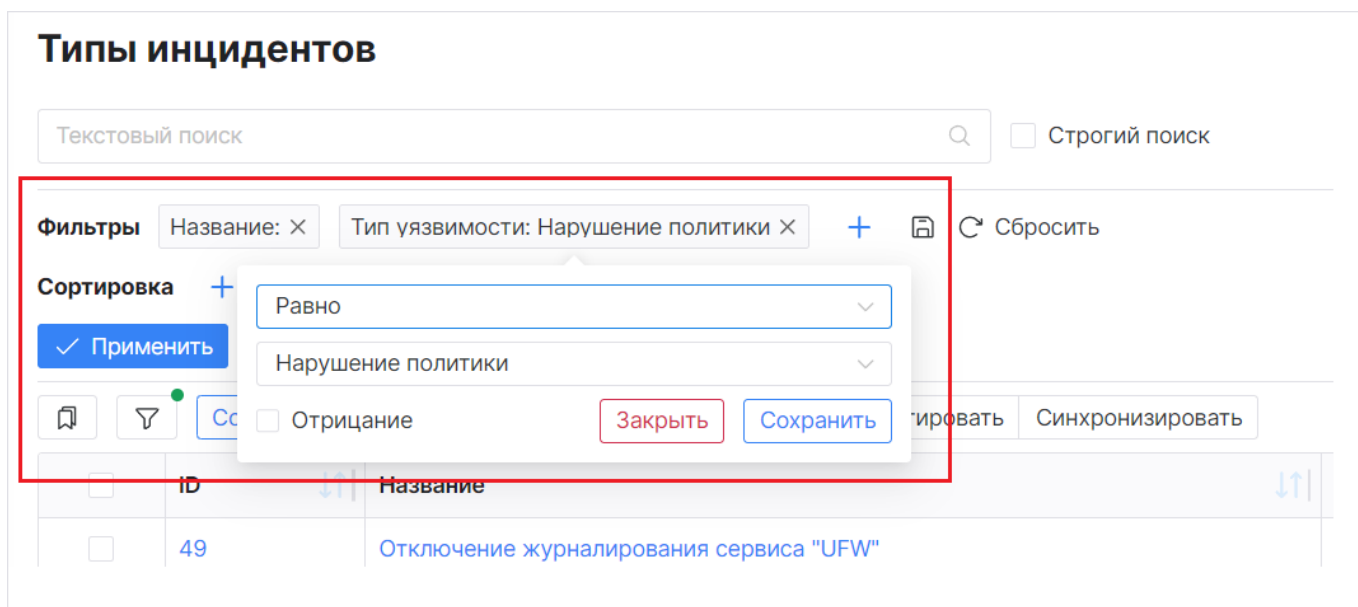 Типы инцидентов
Текстовый поиск
Строгий поиск
Фильтры Название: Тип уязвимости: Нарушение политики Сбросить
Сортировка
Равно
Применить
Нарушение политики
Отрицание Закрыть Сохранить
Синхронизировать
ID Название
49 Отключение журналирования сервиса "UFW"